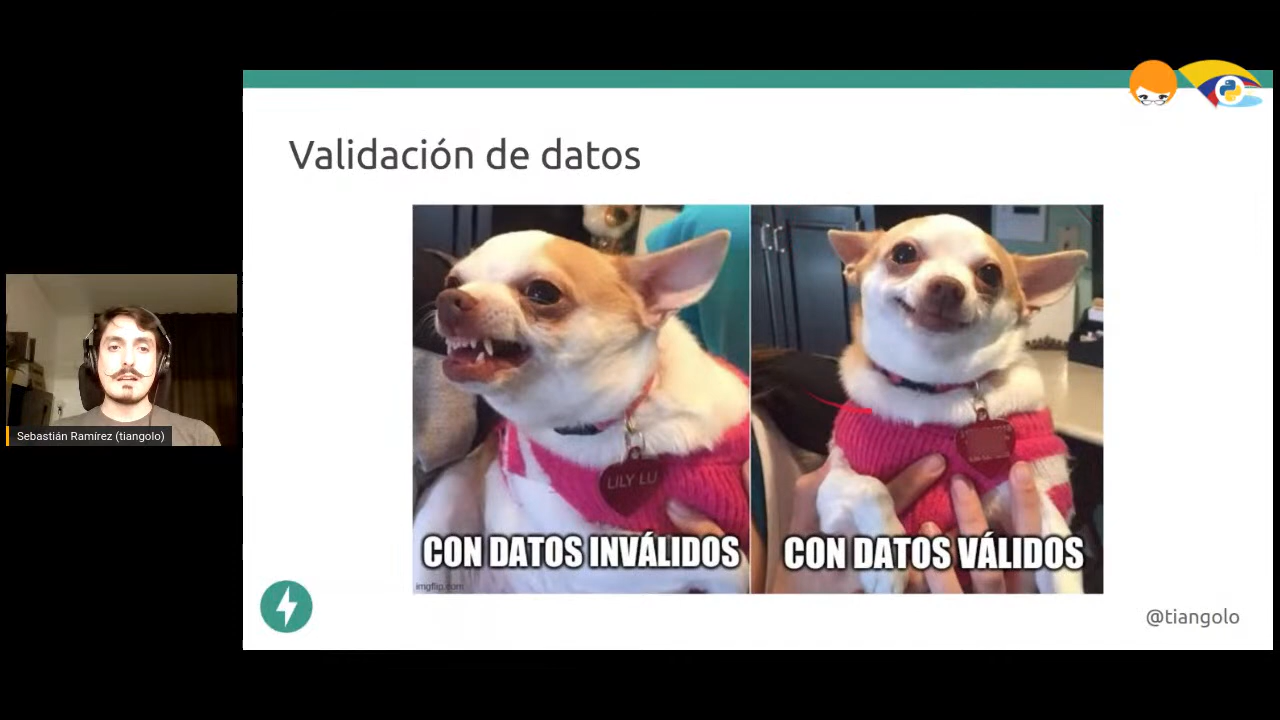 Validación de datos
LILY LU
CON DATOS INVÁLIDOS
CON DATOS VÁLIDOS
imgflip.com
Sebastián Ramírez (tiangolo)
@tiangolo